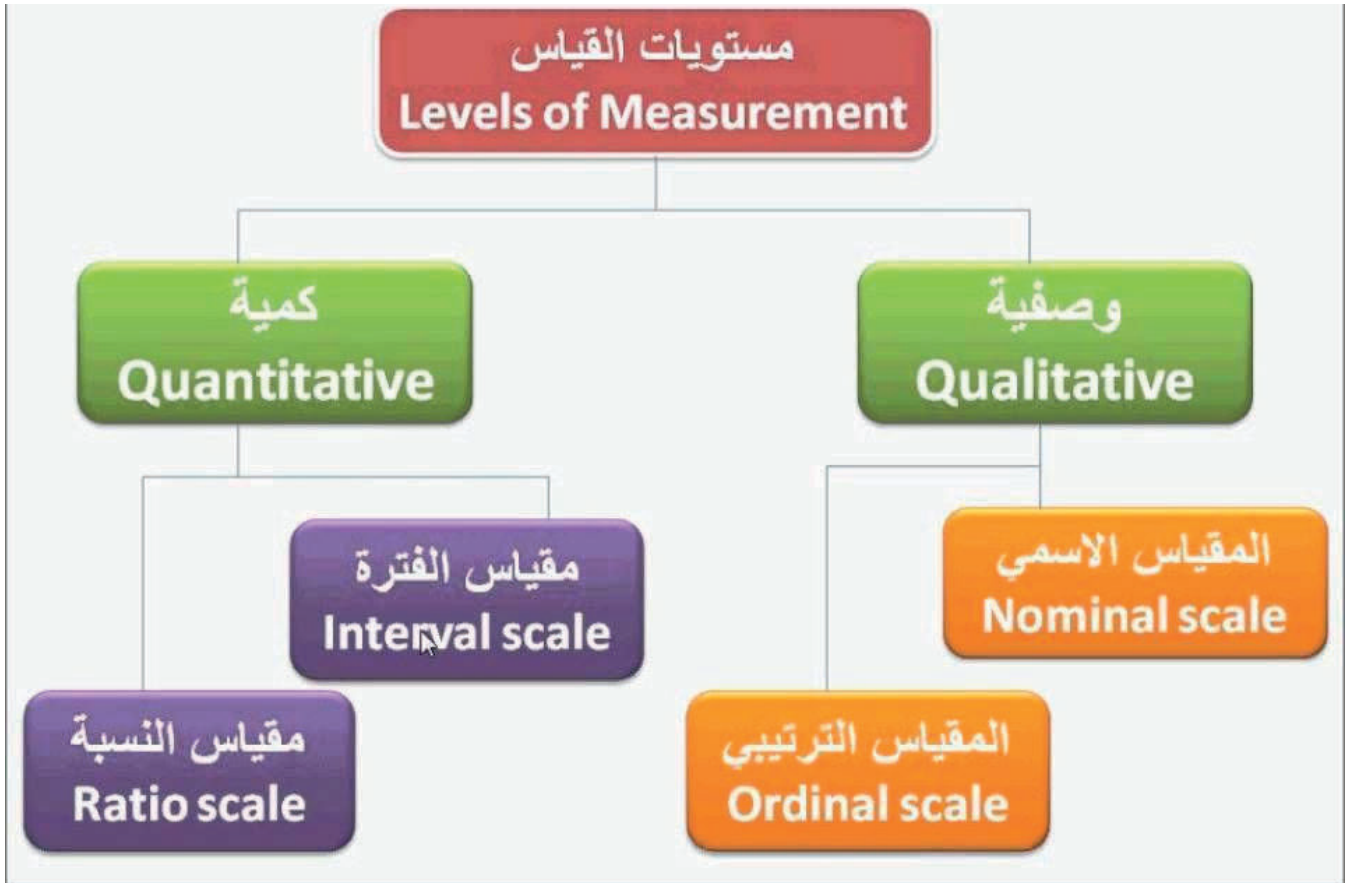 مستويات القياس
Levels of Measurement
وصفية
Qualitative
كمية
Quantitative
المقياس الاسمي
Nominal scale
مقياس الفترة
Interval scale
المقياس الترتيبي
Ordinal scale
مقياس النسبة
Ratio scale